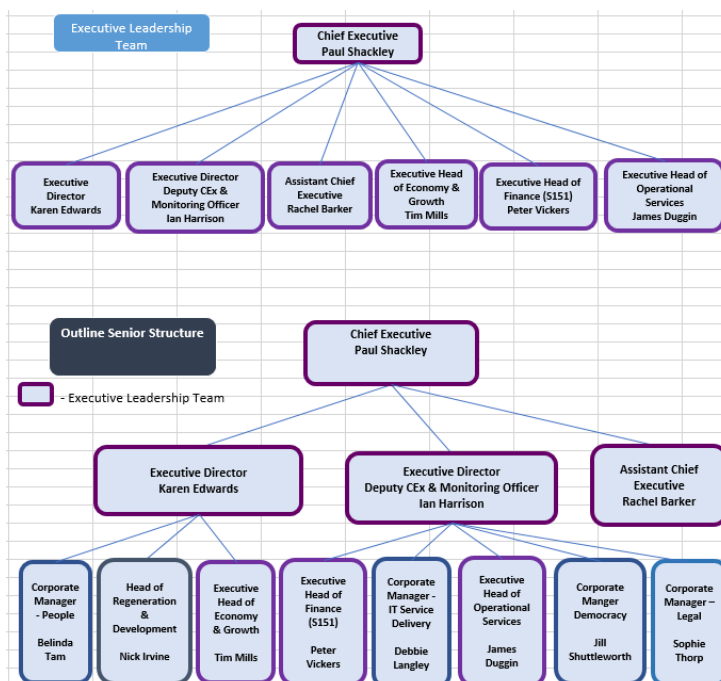 Executive Leadership
Team
Chief Executive
Paul Shackley
Executive
Director
Karen Edwards
Executive Director
Deputy CEx &
Monitoring Officer
Ian Harrison
Assistant Chief
Executive
Rachel Barker
Executive Head
of Economy &
Growth
Tim Mills
Executive Head of
Finance (S151)
Peter Vickers
Executive Head of
Operational
Services
James Duggin
Outline Senior Structure
Chief Executive
Paul Shackley
- Executive Leadership Team
Executive Director
Karen Edwards
Executive Director
Deputy CEx & Monitoring Officer
Ian Harrison
Assistant Chief
Executive
Rachel Barker
Corporate
Manager
- People
Belinda
Tam
Head of
Regeneration
&
Development
Nick Irvine
Executive
Head of
Economy
& Growth
Tim Mills
Executive
Head of
Finance
(S151)
Peter
Vickers
Corporate
Manager -
IT Service
Delivery
Debbie
Langley
Executive
Head of
Operational
Services
James
Duggin
Corporate
Manger
Democracy
Jill
Shuttleworth
Corporate
Manager –
Legal
Sophie
Thorp